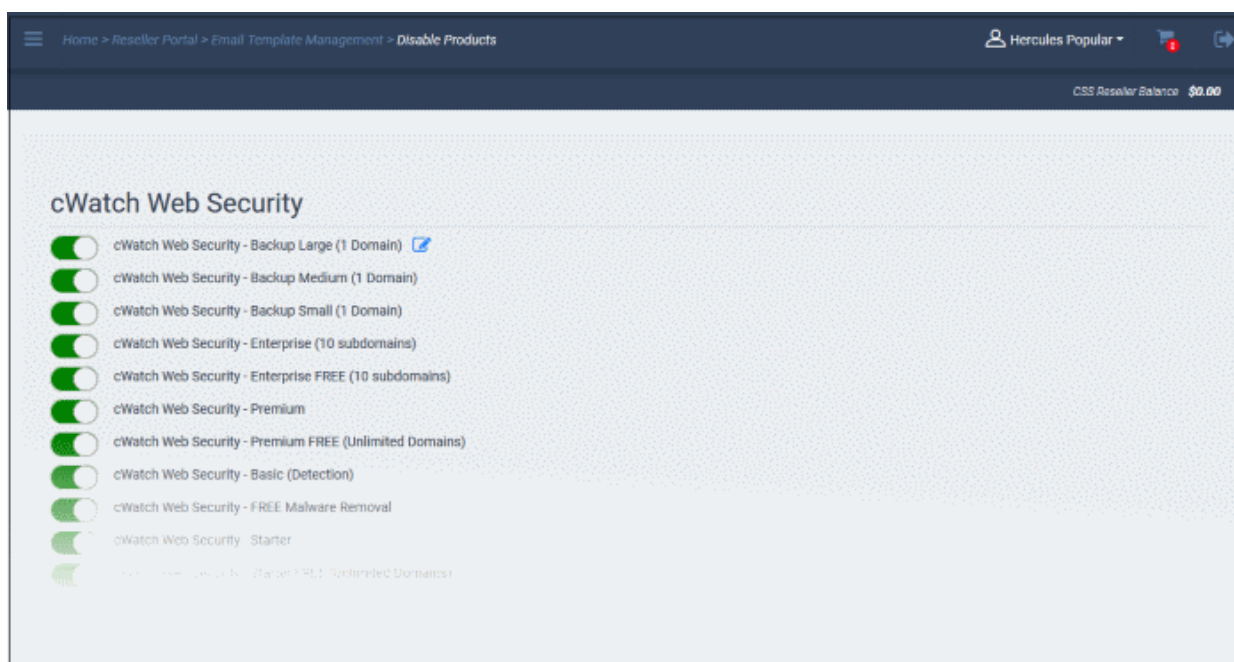 Home > Reseller Portal > Email Template Management > Disable Products
Hercules Popular
CSS Reseller Balance $0.00
cWatch Web Security
cWatch Web Security - Backup Large (1 Domain)
cWatch Web Security - Backup Medium (1 Domain)
cWatch Web Security - Backup Small (1 Domain)
cWatch Web Security - Enterprise (10 subdomains)
cWatch Web Security - Enterprise FREE (10 subdomains)
cWatch Web Security - Premium
cWatch Web Security - Premium FREE (Unlimited Domains)
cWatch Web Security - Basic (Detection)
cWatch Web Security - FREE Malware Removal
cWatch Web Security Starter
Starter FREE (Unlimited Domains)